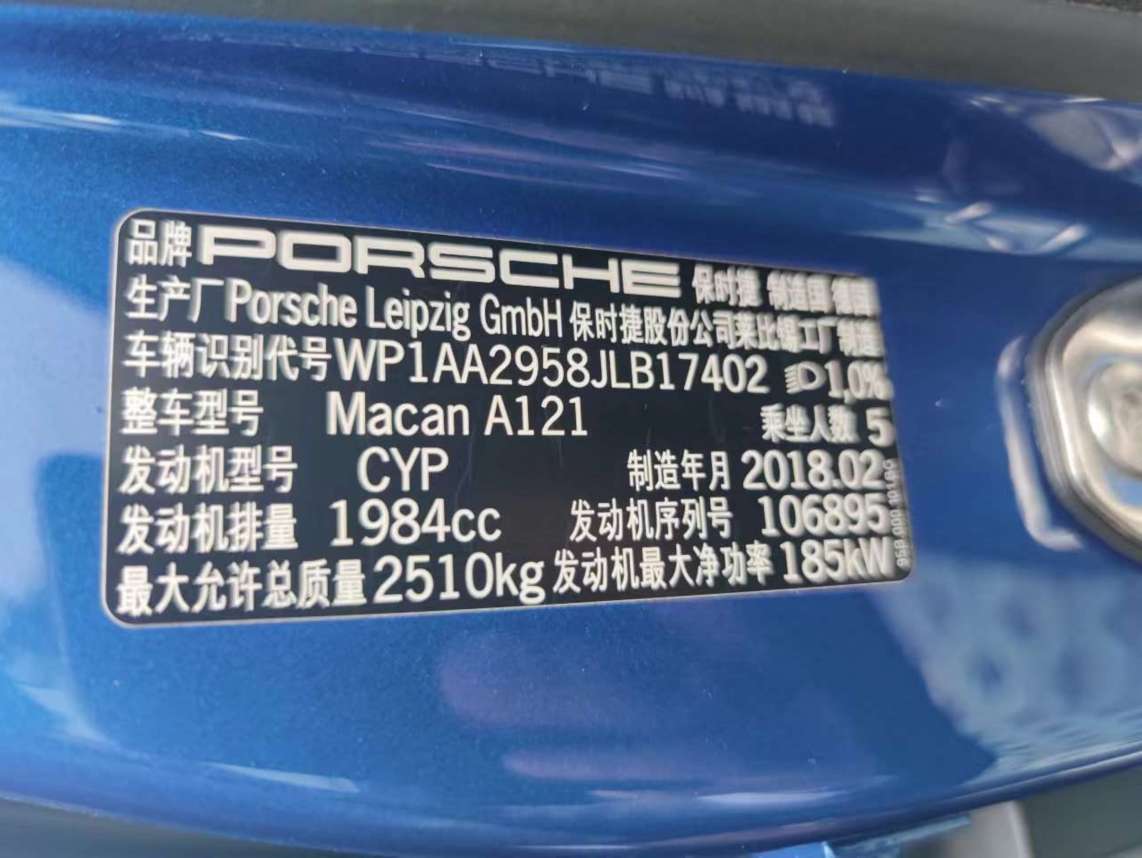 品牌 PORSCHE 保时捷 制造国 德国
生产厂 Porsche Leipzig GmbH 保时捷股份公司莱比锡工厂制造
车辆识别代号 WP1AA2958JLB17402 1,0%
整车型号 Macan A121 乘坐人数 5
发动机型号 CYP 制造年月 2018.02
发动机排量 1984cc 发动机序列号 106895
最大允许总质量 2510kg 发动机最大净功率 185kW